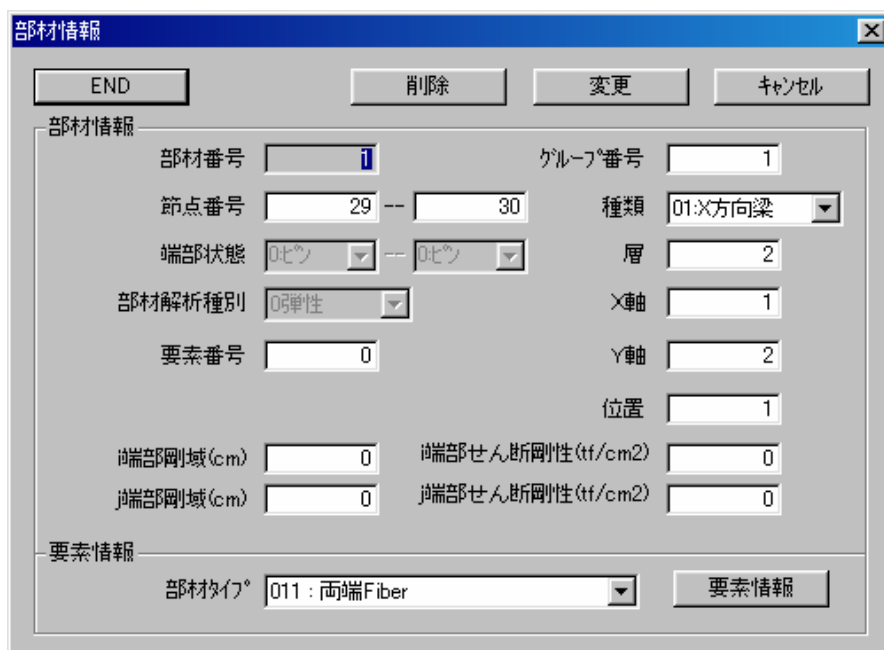 部材情報
END 削除 変更 キャンセル
部材情報
部材番号 1 グループ番号 1
節点番号 29 -- 30 種類 01:X方向梁
端部状態 0:ピン -- 0:ピン 層 2
部材解析種別 0弾性 X軸 1
要素番号 0 Y軸 2
位置 1
i端部剛域(cm) 0 i端部せん断剛性(tf/cm2) 0
j端部剛域(cm) 0 j端部せん断剛性(tf/cm2) 0
要素情報
部材タイプ 011：両端Fiber 要素情報